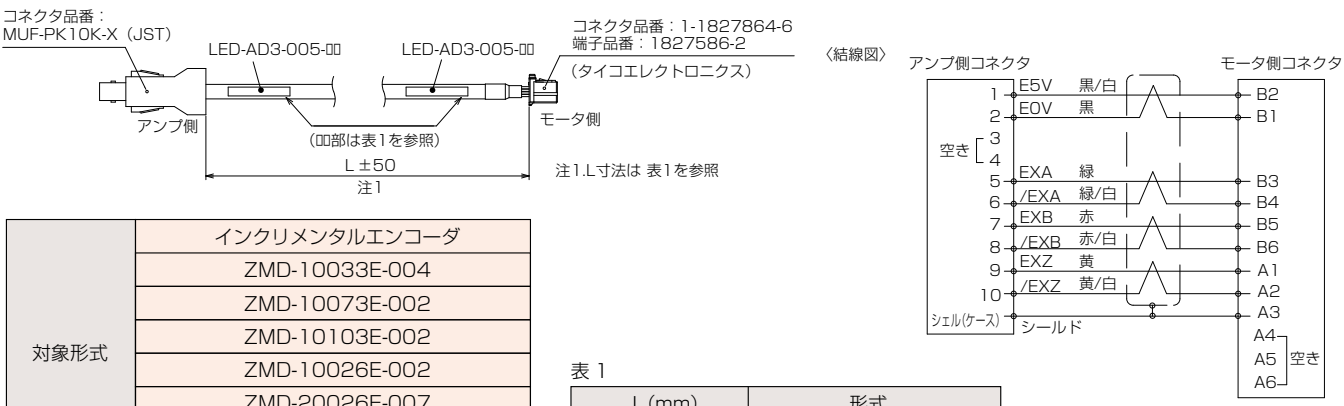 コネクタ品番：
MUF-PK10K-X（JST）
LED-AD3-005-▯▯
LED-AD3-005-▯▯
コネクタ品番：1-1827864-6
端子品番：1827586-2
（タイコエレクトロニクス）
アンプ側
モータ側
（▯▯部は表1を参照）
L ±50
注1
注1.L寸法は 表1を参照
〈結線図〉
アンプ側コネクタ
モータ側コネクタ
1 E5V 黒/白 B2
2 E0V 黒 B1
空き
3
4
5 EXA 緑 B3
6 /EXA 緑/白 B4
7 EXB 赤 B5
8 /EXB 赤/白 B6
9 EXZ 黄 A1
10 /EXZ 黄/白 A2
シェル(ケース) シールド A3
A4
A5 空き
A6
対象形式
インクリメンタルエンコーダ
ZMD-10033E-004
ZMD-10073E-002
ZMD-10103E-002
ZMD-10026E-002
ZMD-20026E-007
表 1
L（mm） 形式